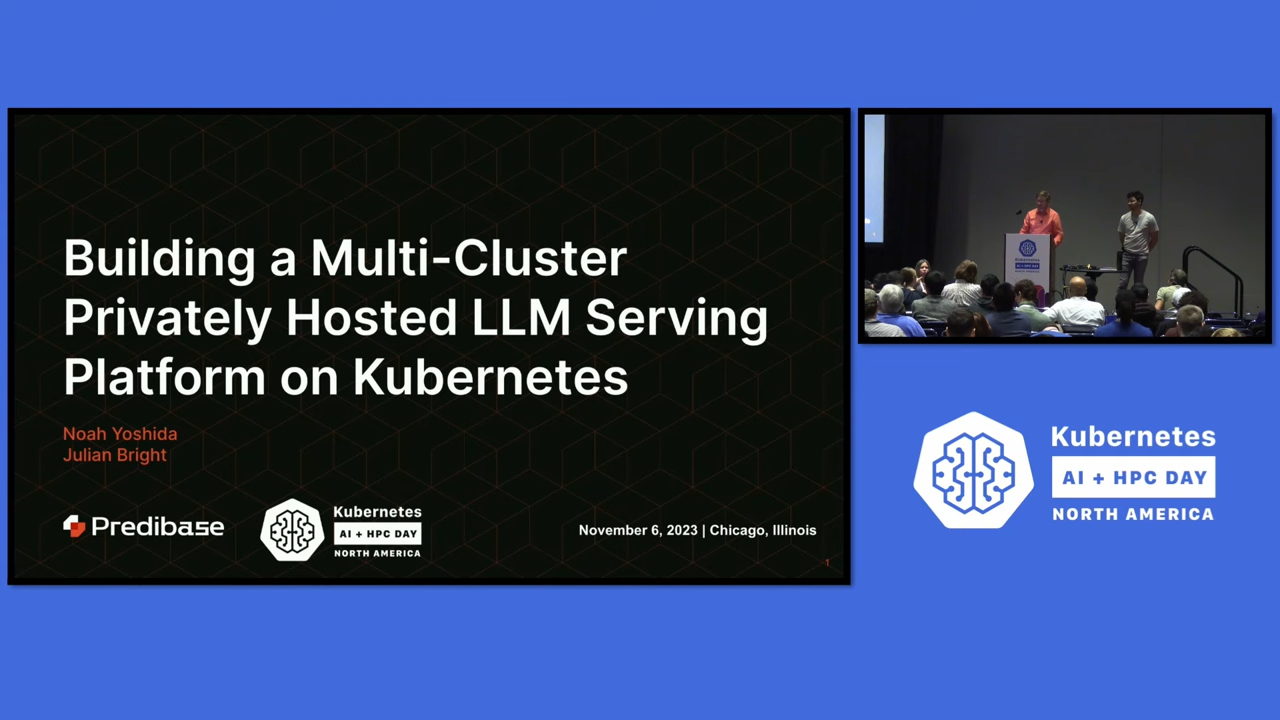 Building a Multi-Cluster
Privately Hosted LLM Serving
Platform on Kubernetes
Noah Yoshida
Julian Bright
Predibase
Kubernetes
AI + HPC DAY
NORTH AMERICA
November 6, 2023 | Chicago, Illinois
1
Kubernetes
AI + HPC DAY
NORTH AMERICA